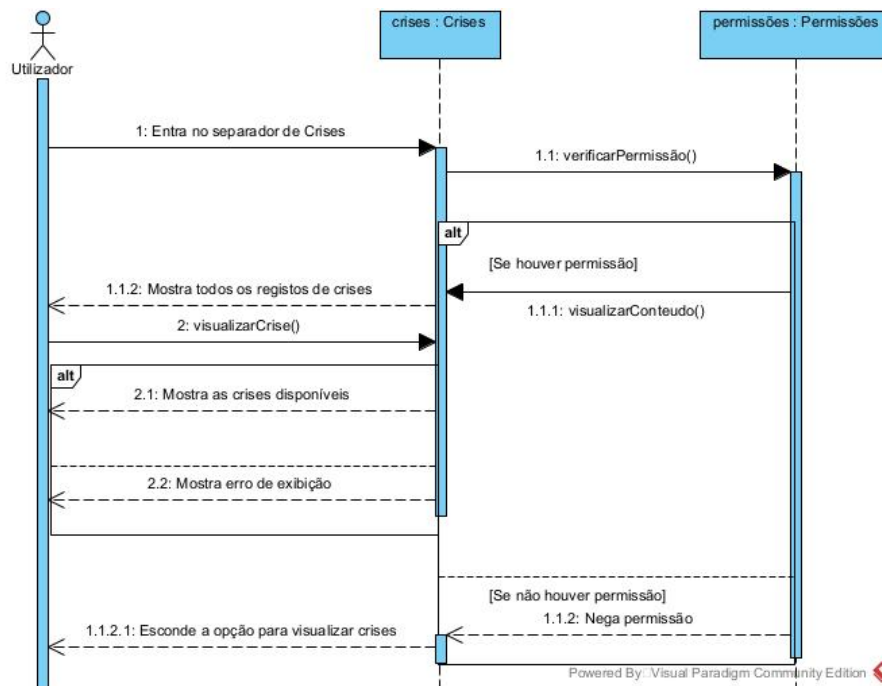 crises : Crises
permissões : Permissões
Utilizador
1: Entra no separador de Crises
1.1: verificarPermissão()
alt
[Se houver permissão]
1.1.2: Mostra todos os registos de crises
1.1.1: visualizarConteudo()
2: visualizarCrise()
alt
2.1: Mostra as crises disponíveis
2.2: Mostra erro de exibição
[Se não houver permissão]
1.1.2: Nega permissão
1.1.2.1: Esconde a opção para visualizar crises
Powered By Visual Paradigm Community Edition